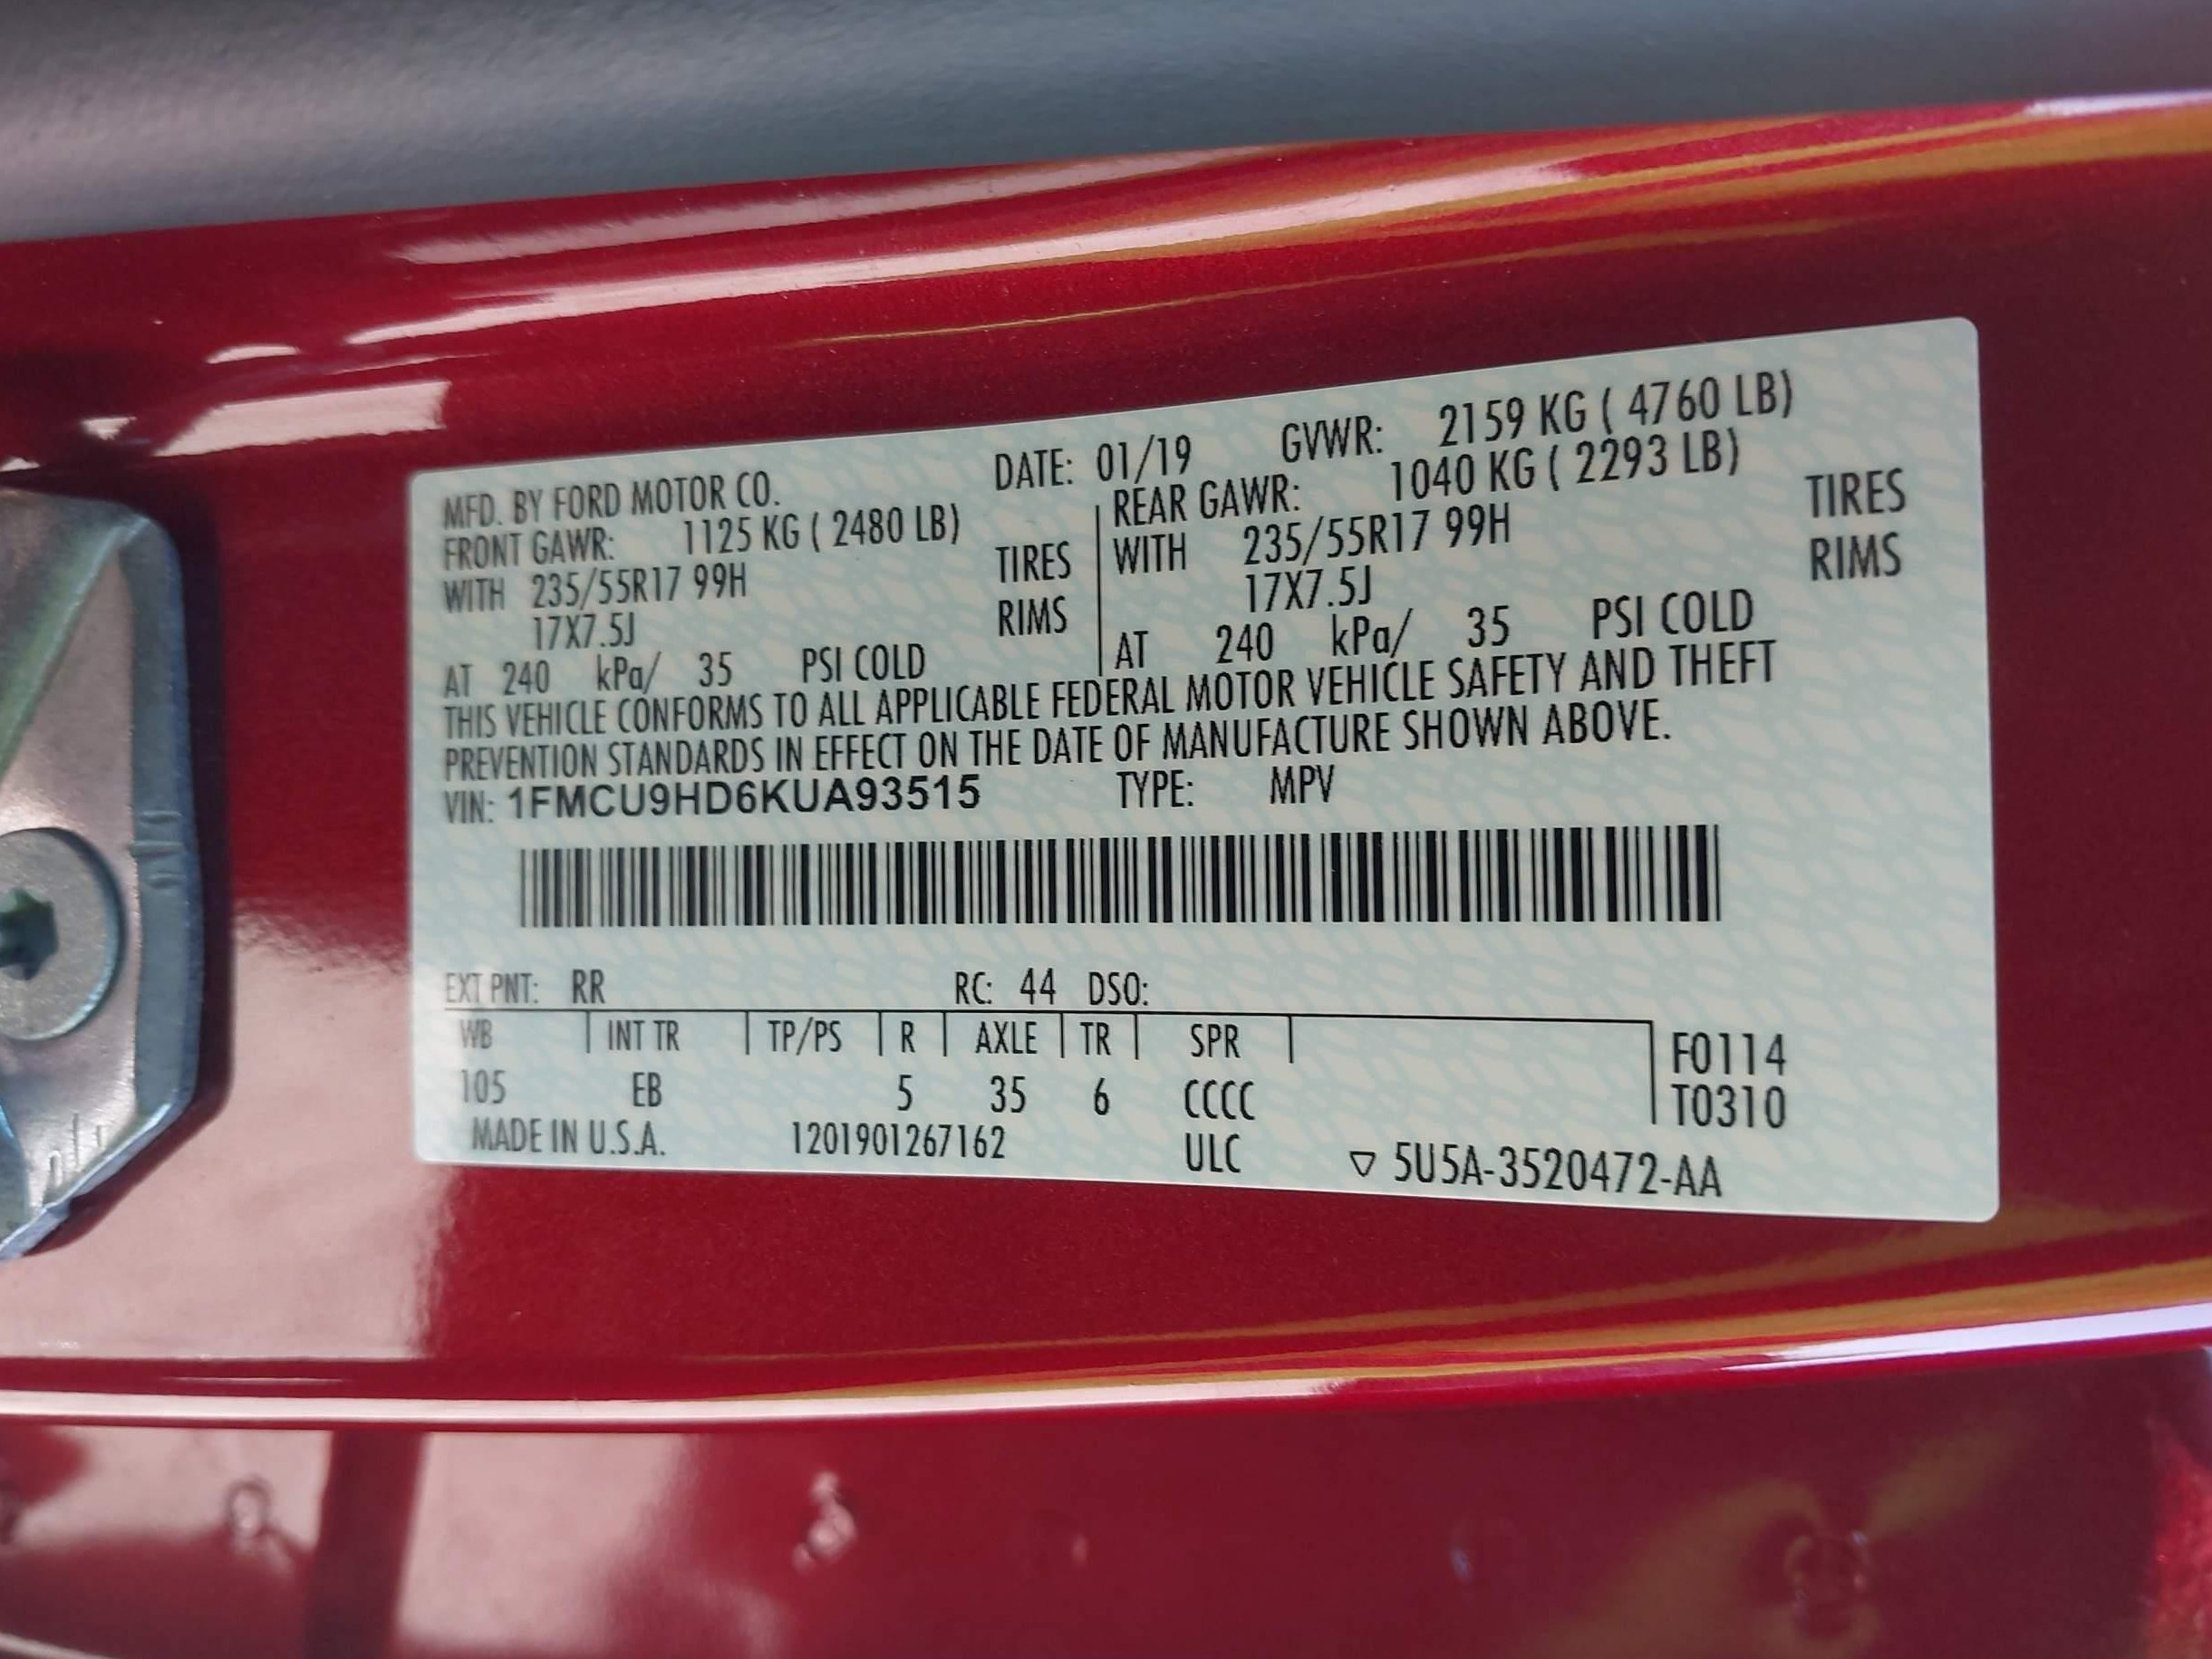 MFD. BY FORD MOTOR CO. DATE: 01/19 GVWR: 2159 KG ( 4760 LB)
FRONT GAWR: 1125 KG ( 2480 LB) REAR GAWR: 1040 KG ( 2293 LB)
WITH 235/55R17 99H TIRES WITH 235/55R17 99H TIRES
17X7.5J RIMS 17X7.5J RIMS
AT 240 kPa/ 35 PSI COLD AT 240 kPa/ 35 PSI COLD
THIS VEHICLE CONFORMS TO ALL APPLICABLE FEDERAL MOTOR VEHICLE SAFETY AND THEFT
PREVENTION STANDARDS IN EFFECT ON THE DATE OF MANUFACTURE SHOWN ABOVE.
VIN: 1FMCU9HD6KUA93515 TYPE: MPV
EXT PNT: RR RC: 44 DSO:
WB INT TR TP/PS R AXLE TR SPR F0114
105 EB 5 35 6 CCCC T0310
MADE IN U.S.A. 1201901267162 ULC ▽ 5U5A-3520472-AA